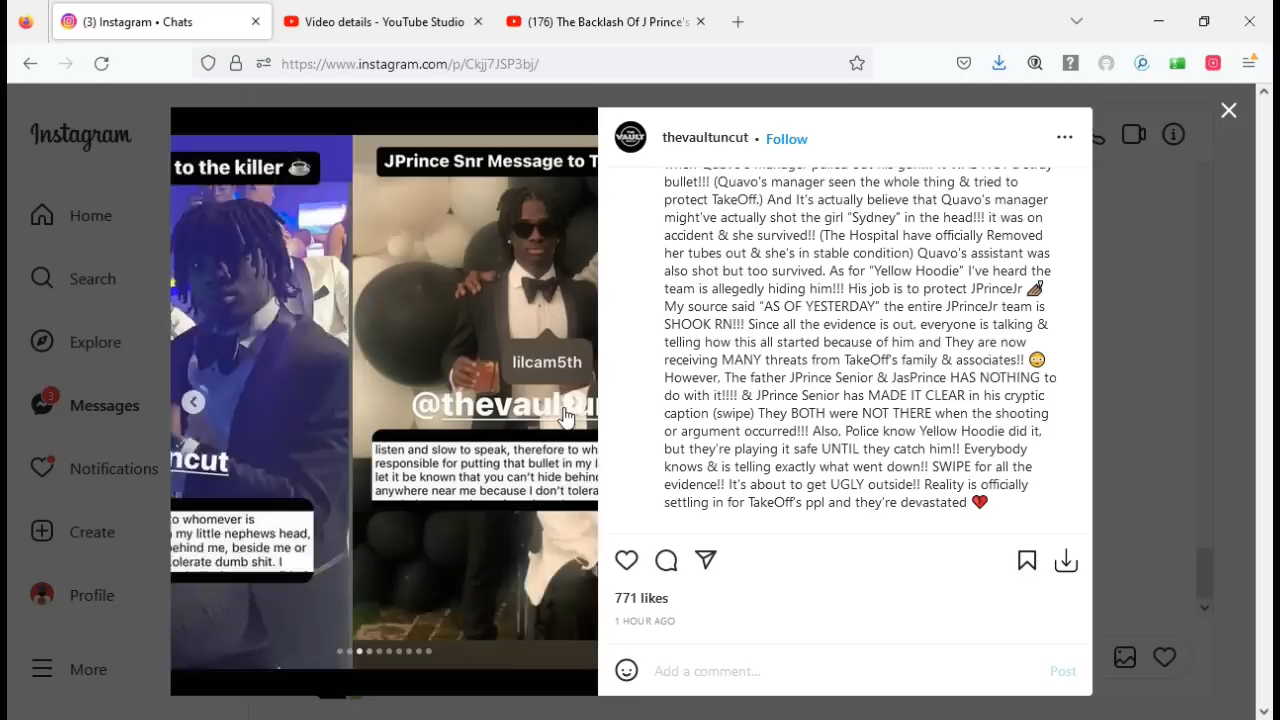 (3) Instagram • Chats
Video details - YouTube Studio
(176) The Backlash Of J Prince's
https://www.instagram.com/p/Ckjj7JSP3bj/
Instagram
Home
Search
Explore
3
Messages
Notifications
Create
Profile
More
to the killer ☕
ncut
to whomever is
my little nephews head,
ehind me, beside me or
olerate dumb shit. I
JPrince Snr Message to T
lilcam5th
@thevaultu
listen and slow to speak, therefore to wh
responsible for putting that bullet in my l
let it be known that you can't hide behin
anywhere near me because I don't tolera
thevaultuncut • Follow
bullet!!! (Quavo's manager seen the whole thing & tried to
protect TakeOff.) And It's actually believe that Quavo's manager
might've actually shot the girl "Sydney" in the head!!! it was on
accident & she survived!! (The Hospital have officially Removed
her tubes out & she's in stable condition) Quavo's assistant was
also shot but too survived. As for "Yellow Hoodie" I've heard the
team is allegedly hiding him!!! His job is to protect JPrinceJr
My source said "AS OF YESTERDAY" the entire JPrinceJr team is
SHOOK RN!!! Since all the evidence is out, everyone is talking &
telling how this all started because of him and They are now
receiving MANY threats from TakeOff's family & associates!! 😳
However, The father JPrince Senior & JasPrince HAS NOTHING to
do with it!!!! & JPrince Senior has MADE IT CLEAR in his cryptic
caption (swipe) They BOTH were NOT THERE when the shooting
or argument occurred!!! Also, Police know Yellow Hoodie did it,
but they're playing it safe UNTIL they catch him!! Everybody
knows & is telling exactly what went down!! SWIPE for all the
evidence!! It's about to get UGLY outside!! Reality is officially
settling in for TakeOff's ppl and they're devastated 💔
771 likes
1 HOUR AGO
Add a comment...
Post